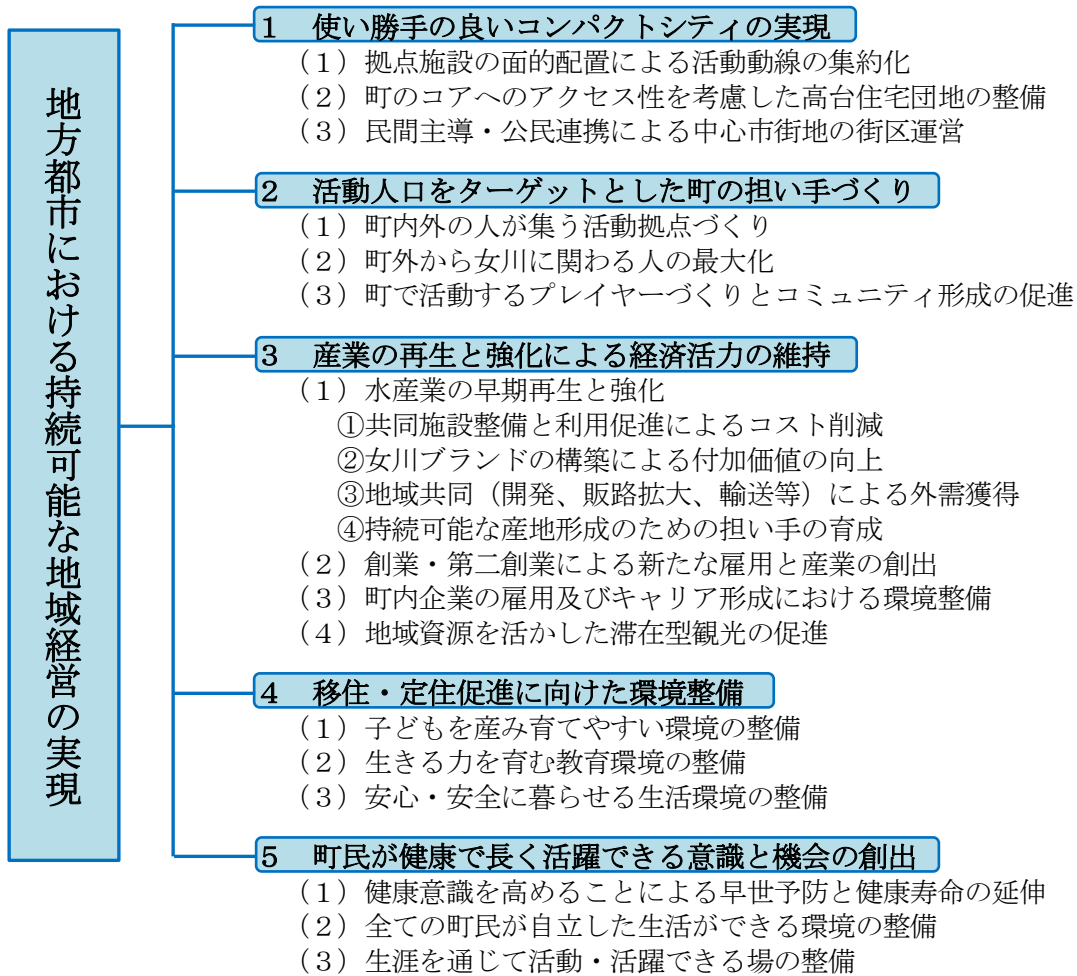 地方都市における持続可能な地域経営の実現
1 使い勝手の良いコンパクトシティの実現
(1)拠点施設の面的配置による活動動線の集約化
(2)町のコアへのアクセス性を考慮した高台住宅団地の整備
(3)民間主導・公民連携による中心市街地の街区運営
2 活動人口をターゲットとした町の担い手づくり
(1)町内外の人が集う活動拠点づくり
(2)町外から女川に関わる人の最大化
(3)町で活動するプレイヤーづくりとコミュニティ形成の促進
3 産業の再生と強化による経済活力の維持
(1)水産業の早期再生と強化
①共同施設整備と利用促進によるコスト削減
②女川ブランドの構築による付加価値の向上
③地域共同(開発、販路拡大、輸送等)による外需獲得
④持続可能な産地形成のための担い手の育成
(2)創業・第二創業による新たな雇用と産業の創出
(3)町内企業の雇用及びキャリア形成における環境整備
(4)地域資源を活かした滞在型観光の促進
4 移住・定住促進に向けた環境整備
(1)子どもを産み育てやすい環境の整備
(2)生きる力を育む教育環境の整備
(3)安心・安全に暮らせる生活環境の整備
5 町民が健康で長く活躍できる意識と機会の創出
(1)健康意識を高めることによる早世予防と健康寿命の延伸
(2)全ての町民が自立した生活ができる環境の整備
(3)生涯を通じて活動・活躍できる場の整備